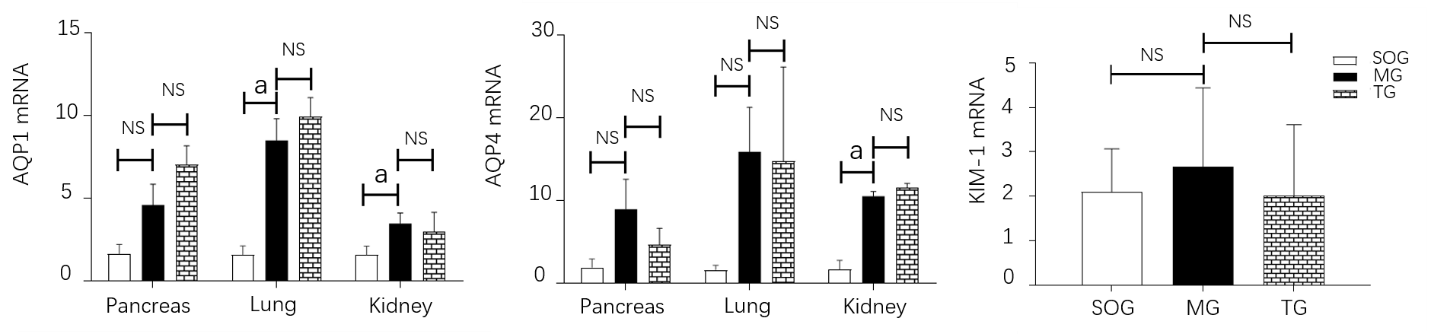 AQP1 mRNA
15
10
5
0
NS
NS
a
NS
a
NS
Pancreas
Lung
Kidney
AQP4 mRNA
30
20
10
0
NS
NS
NS
NS
a
NS
Pancreas
Lung
Kidney
KIM-1 mRNA
5
4
3
2
1
0
NS
NS
SOG
MG
TG
SOG
MG
TG